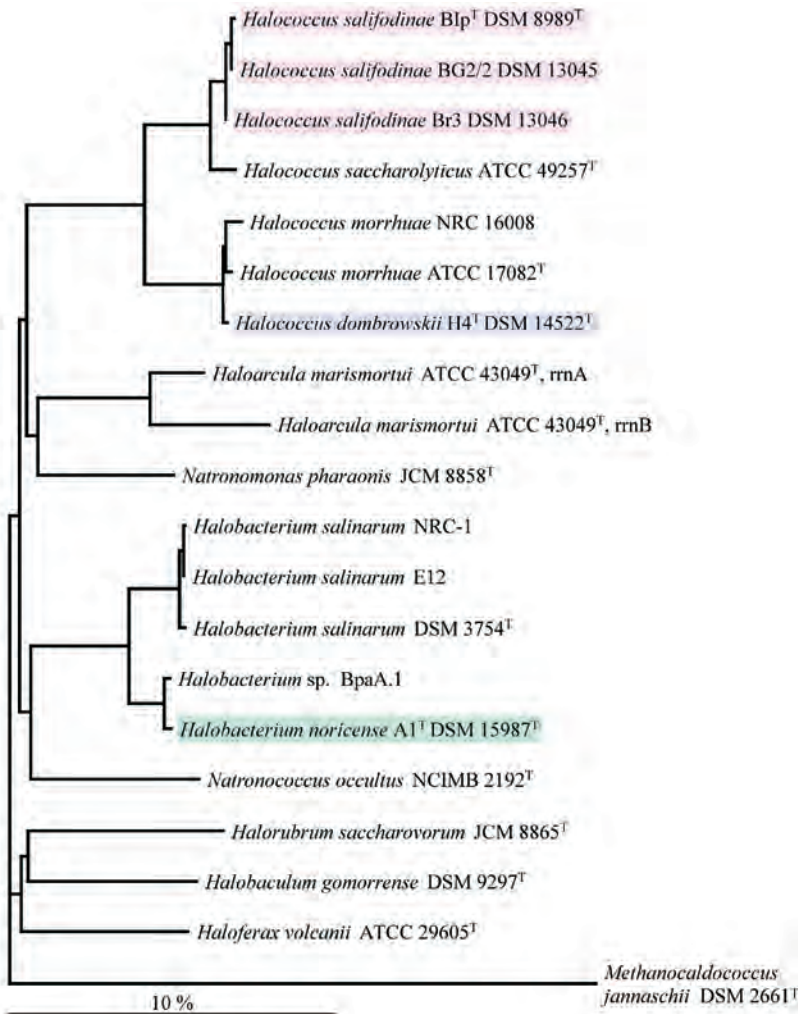 Halococcus salifodinae BIpᵀ DSM 8989ᵀ
Halococcus salifodinae BG2/2 DSM 13045
Halococcus salifodinae Br3 DSM 13046
Halococcus saccharolyticus ATCC 49257ᵀ
Halococcus morrhuae NRC 16008
Halococcus morrhuae ATCC 17082ᵀ
Halococcus dombrowskii H4ᵀ DSM 14522ᵀ
Haloarcula marismortui ATCC 43049ᵀ, rrnA
Haloarcula marismortui ATCC 43049ᵀ, rrnB
Natronomonas pharaonis JCM 8858ᵀ
Halobacterium salinarum NRC-1
Halobacterium salinarum E12
Halobacterium salinarum DSM 3754ᵀ
Halobacterium sp. BpaA.1
Halobacterium noricense A1ᵀ DSM 15987ᵀ
Natronococcus occultus NCIMB 2192ᵀ
Halorubrum saccharovorum JCM 8865ᵀ
Halobaculum gomorrense DSM 9297ᵀ
Haloferax volcanii ATCC 29605ᵀ
Methanocaldococcus
jannaschii DSM 2661ᵀ
10 %